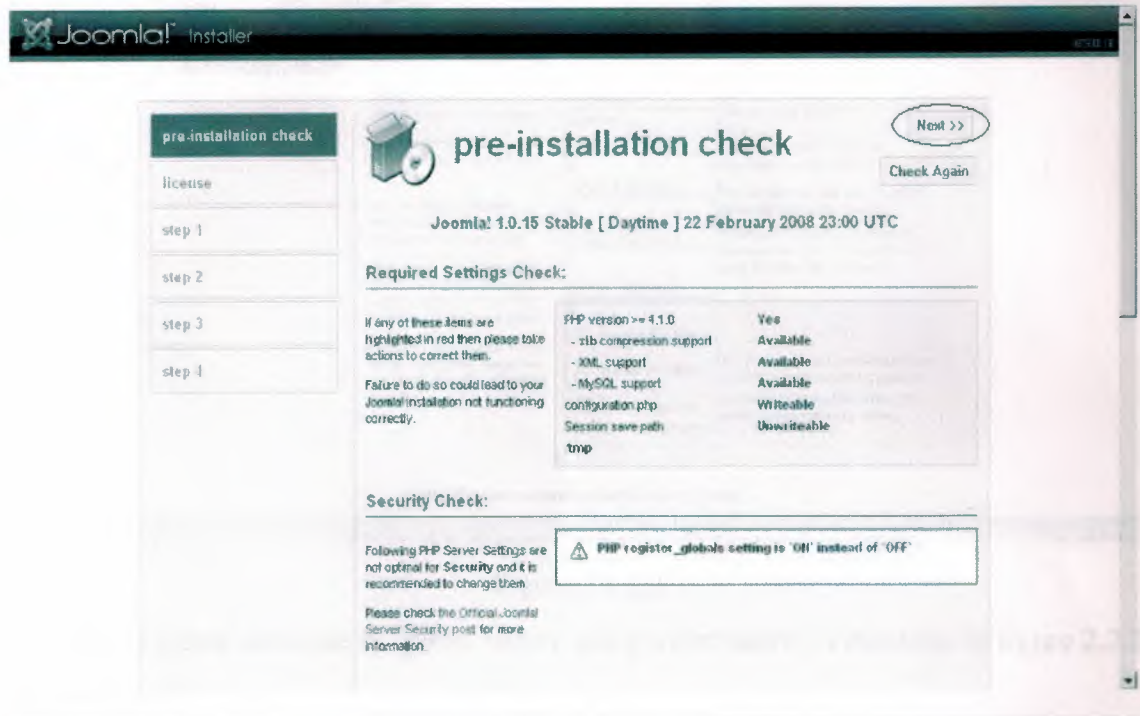 Joomla!™ Installer
pre-installation check
license
step 1
step 2
step 3
step 4
pre-installation check
Next >>
Check Again
Joomla! 1.0.15 Stable [ Daytime ] 22 February 2008 23:00 UTC
Required Settings Check:
If any of these items are
highlighted in red then please take
actions to correct them.
Failure to do so could lead to your
Joomla! installation not functioning
correctly.
PHP version >= 4.1.0 Yes
- zlib compression support Available
- XML support Available
- MySQL support Available
configuration.php Writeable
Session save path Unwriteable
tmp
Security Check:
Following PHP Server Settings are
not optimal for Security and it is
recommended to change them.
Please check the Official Joomla!
Server Security post for more
information.
PHP register_globals setting is 'ON' instead of 'OFF'